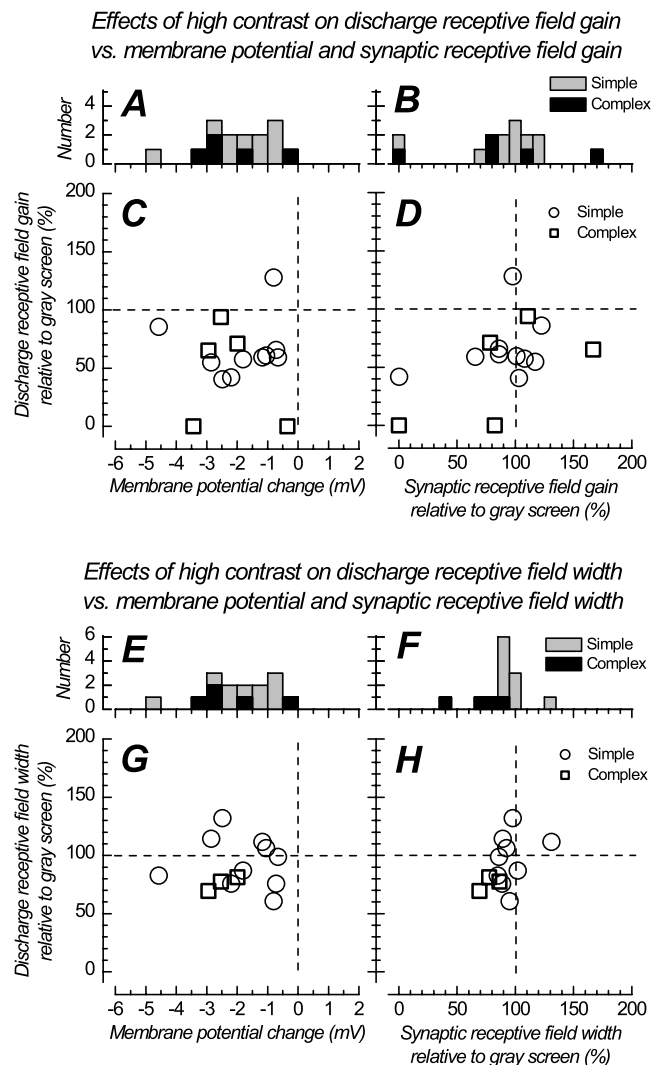 Effects of high contrast on discharge receptive field gain
vs. membrane potential and synaptic receptive field gain
A
B
Simple
Complex
Number
4
2
0
C
D
Simple
Complex
Discharge receptive field gain
relative to gray screen (%)
200
150
100
50
0
-6 -5 -4 -3 -2 -1 0 1 2
0 50 100 150 200
Membrane potential change (mV)
Synaptic receptive field gain
relative to gray screen (%)
Effects of high contrast on discharge receptive field width
vs. membrane potential and synaptic receptive field width
E
F
Simple
Complex
Number
6
4
2
0
G
H
Simple
Complex
Discharge receptive field width
relative to gray screen (%)
200
150
100
50
0
-6 -5 -4 -3 -2 -1 0 1 2
0 50 100 150 200
Membrane potential change (mV)
Synaptic receptive field width
relative to gray screen (%)